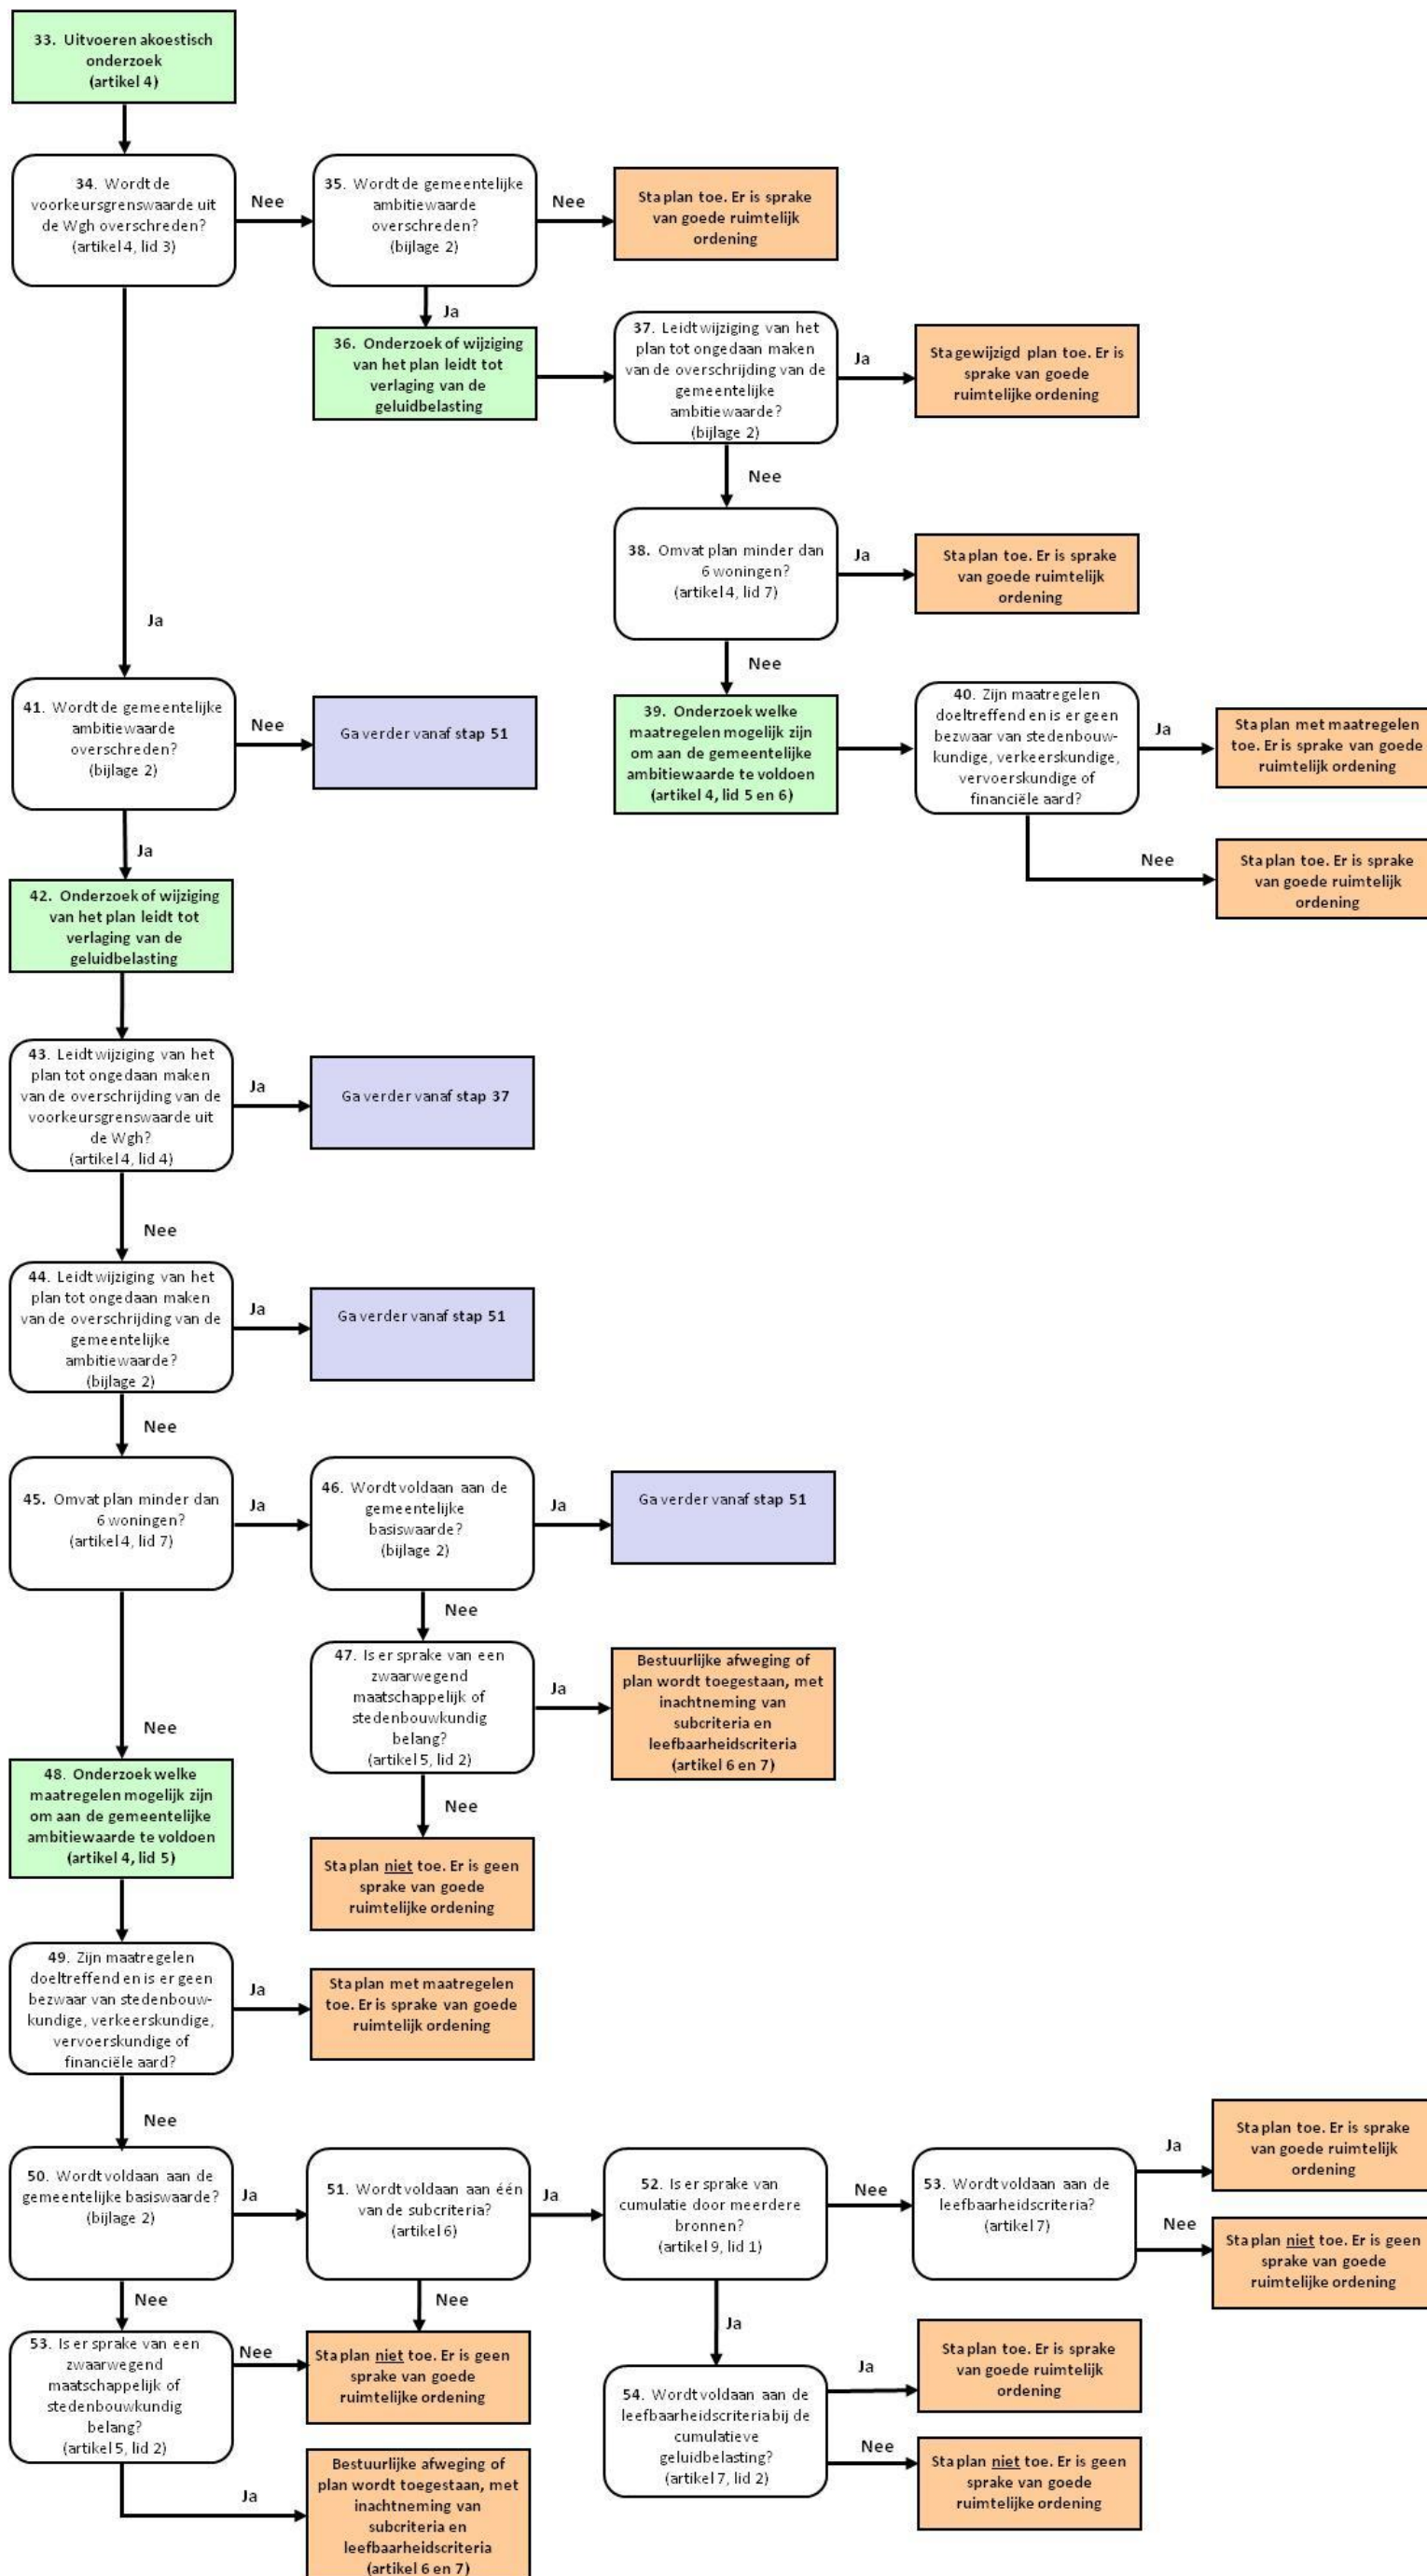 33. Uitvoeren akoestisch
onderzoek
(artikel 4)
34. Wordt de
voorkeursgrenswaarde uit
de Wgh overschreden?
(artikel 4, lid 3)
Nee
35. Wordt de gemeentelijke
ambitiewaarde
overschreden?
(bijlage 2)
Nee
Sta plan toe. Er is sprake
van goede ruimtelijk
ordening
Ja
36. Onderzoek of wijziging
van het plan leidt tot
verlaging van de
geluidbelasting
37. Leidt wijziging van het
plan tot ongedaan maken
van de overschrijding van de
gemeentelijke
ambitiewaarde?
(bijlage 2)
Ja
Sta gewijzigd plan toe. Er is
sprake van goede
ruimtelijke ordening
Nee
38. Omvat plan minder dan
6 woningen?
(artikel 4, lid 7)
Ja
Sta plan toe. Er is sprake
van goede ruimtelijk
ordening
Ja
Nee
41. Wordt de gemeentelijke
ambitiewaarde
overschreden?
(bijlage 2)
Nee
Ga verder vanaf stap 51
39. Onderzoek welke
maatregelen mogelijk zijn
om aan de gemeentelijke
ambitiewaarde te voldoen
(artikel 4, lid 5 en 6)
40. Zijn maatregelen
doeltreffend en is er geen
bezwaar van stedenbouw-
kundige, verkeerskundige,
vervoerskundige of
financiële aard?
Ja
Sta plan met maatregelen
toe. Er is sprake van goede
ruimtelijk ordening
Nee
Sta plan toe. Er is sprake
van goede ruimtelijk
ordening
Ja
42. Onderzoek of wijziging
van het plan leidt tot
verlaging van de
geluidbelasting
43. Leidt wijziging van het
plan tot ongedaan maken
van de overschrijding van de
voorkeursgrenswaarde uit
de Wgh?
(artikel 4, lid 4)
Ja
Ga verder vanaf stap 37
Nee
44. Leidt wijziging van het
plan tot ongedaan maken
van de overschrijding van de
gemeentelijke
ambitiewaarde?
(bijlage 2)
Ja
Ga verder vanaf stap 51
Nee
45. Omvat plan minder dan
6 woningen?
(artikel 4, lid 7)
Ja
46. Wordt voldaan aan de
gemeentelijke
basiswaarde?
(bijlage 2)
Ja
Ga verder vanaf stap 51
Nee
47. Is er sprake van een
zwaarwegend
maatschappelijk of
stedenbouwkundig
belang?
(artikel 5, lid 2)
Ja
Bestuurlijke afweging of
plan wordt toegestaan, met
inachtneming van
subcriteria en
leefbaarheidscriteria
(artikel 6 en 7)
Nee
Sta plan niet toe. Er is geen
sprake van goede
ruimtelijke ordening
Nee
48. Onderzoek welke
maatregelen mogelijk zijn
om aan de gemeentelijke
ambitiewaarde te voldoen
(artikel 4, lid 5)
49. Zijn maatregelen
doeltreffend en is er geen
bezwaar van stedenbouw-
kundige, verkeerskundige,
vervoerskundige of
financiële aard?
Ja
Sta plan met maatregelen
toe. Er is sprake van goede
ruimtelijk ordening
Nee
50. Wordt voldaan aan de
gemeentelijke basiswaarde?
(bijlage 2)
Ja
51. Wordt voldaan aan één
van de subcriteria?
(artikel 6)
Ja
52. Is er sprake van
cumulatie door meerdere
bronnen?
(artikel 9, lid 1)
Nee
53. Wordt voldaan aan de
leefbaarheidscriteria?
(artikel 7)
Ja
Sta plan toe. Er is sprake
van goede ruimtelijk
ordening
Nee
Sta plan niet toe. Er is geen
sprake van goede
ruimtelijke ordening
Nee
53. Is er sprake van een
zwaarwegend
maatschappelijk of
stedenbouwkundig
belang?
(artikel 5, lid 2)
Nee
Nee
Sta plan niet toe. Er is geen
sprake van goede
ruimtelijke ordening
Ja
Bestuurlijke afweging of
plan wordt toegestaan, met
inachtneming van
subcriteria en
leefbaarheidscriteria
(artikel 6 en 7)
Ja
54. Wordt voldaan aan de
leefbaarheidscriteria bij de
cumulatieve
geluidbelasting?
(artikel 7, lid 2)
Ja
Sta plan toe. Er is sprake
van goede ruimtelijk
ordening
Nee
Sta plan niet toe. Er is geen
sprake van goede
ruimtelijke ordening